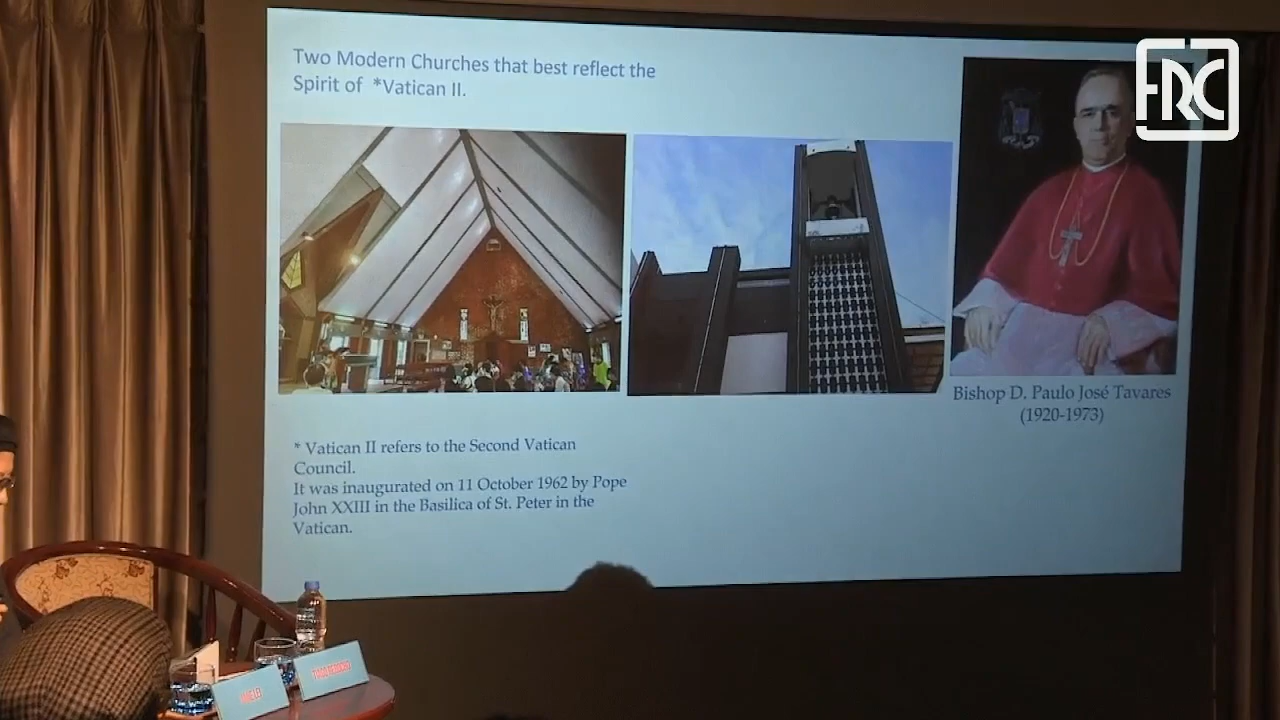 Two Modern Churches that best reflect the
Spirit of *Vatican II.
FRC
Bishop D. Paulo José Tavares
(1920-1973)
* Vatican II refers to the Second Vatican
Council.
It was inaugurated on 11 October 1962 by Pope
John XXIII in the Basilica of St. Peter in the
Vatican.